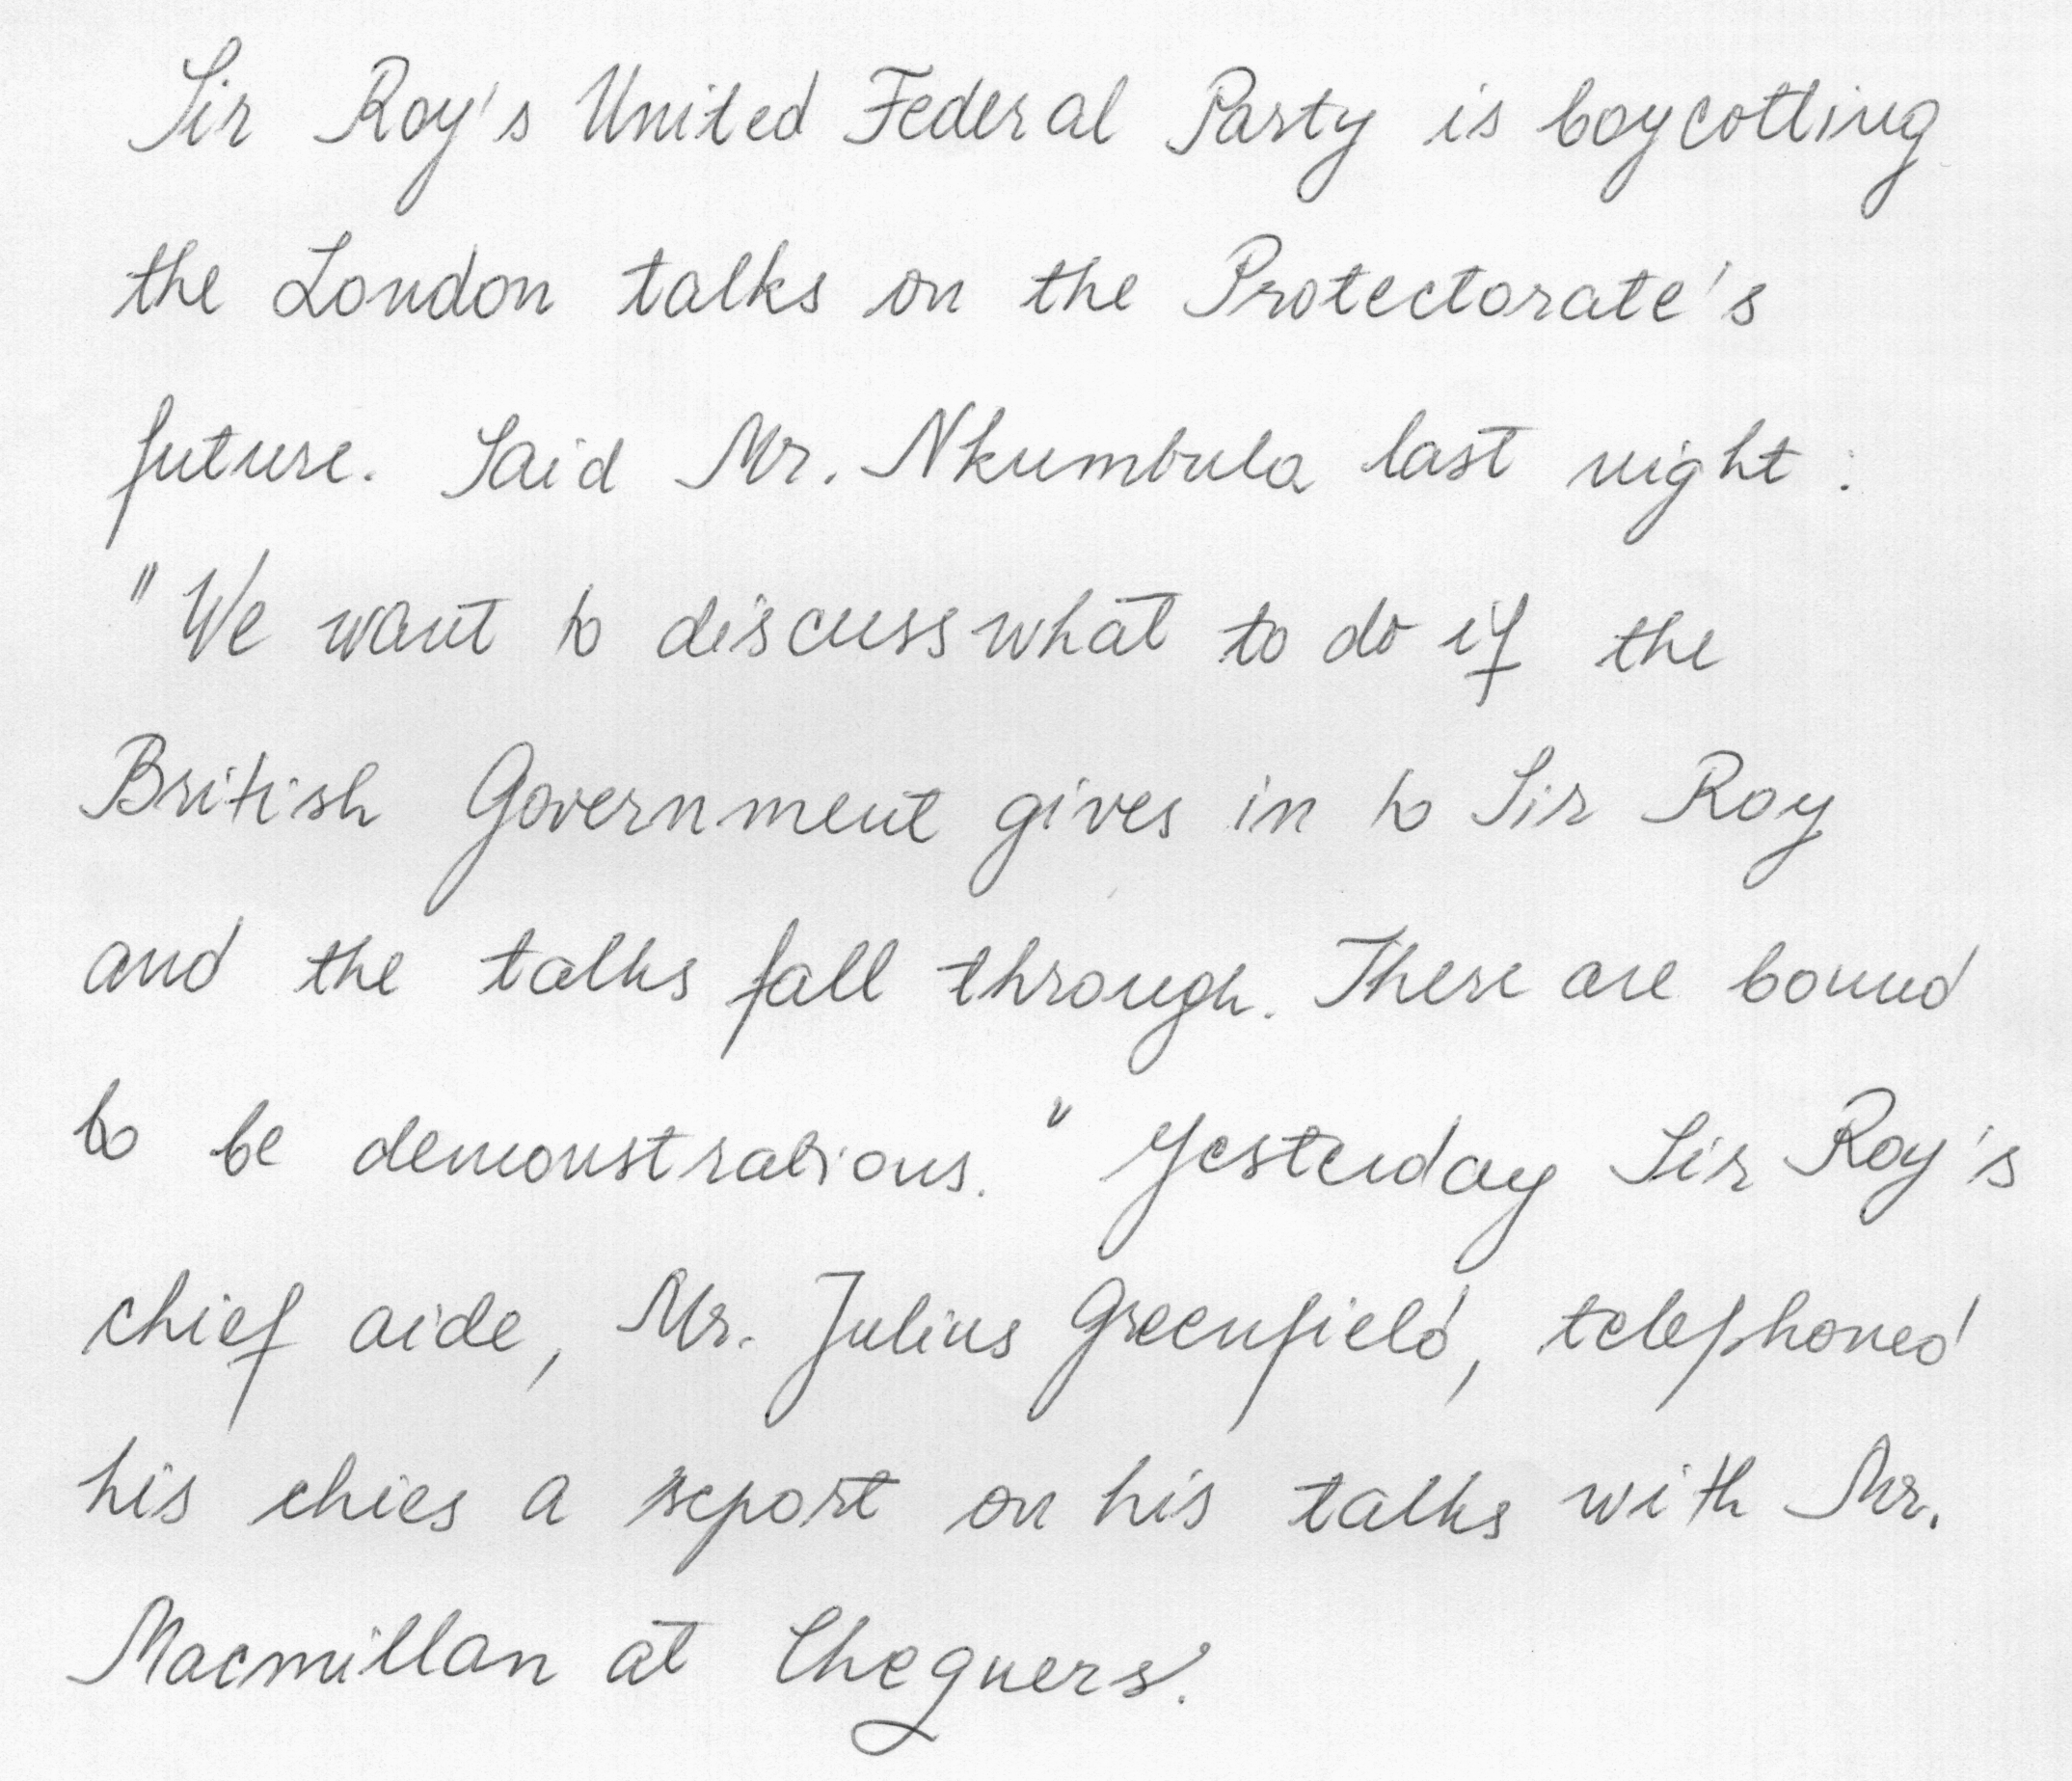 Sir Roy's United Federal Party is boycotting
the London talks on the Protectorate's
future. Said Mr. Nkumbula last night :
"We want to discuss what to do if the
British Government gives in to Sir Roy
and the talks fall through. There are bound
to be demonstrations." Yesterday Sir Roy's
chief aide, Mr. Julius Greenfield, telephoned
his chies a report on his talks with Mr.
Macmillan at Chequers.